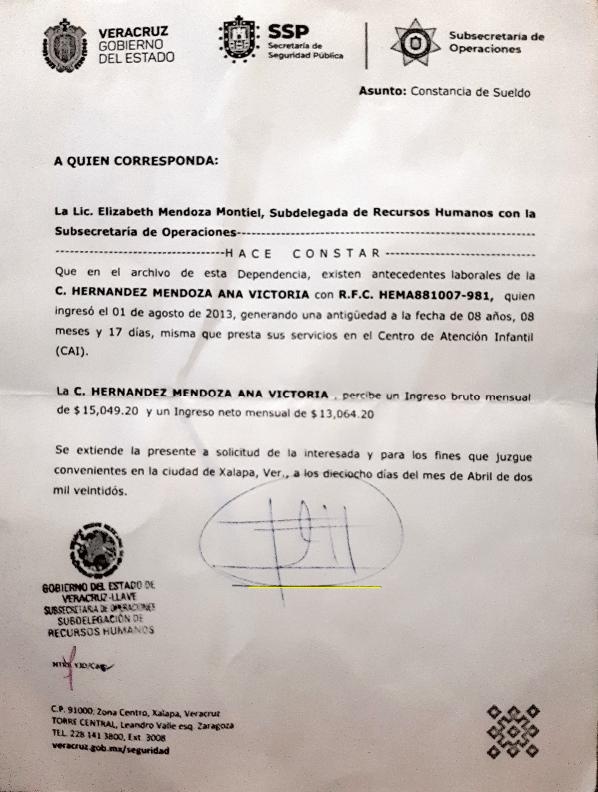 VERACRUZ
GOBIERNO
DEL ESTADO
SSP
Secretaría de
Seguridad Pública
Subsecretaría de
Operaciones
Asunto: Constancia de Sueldo
A QUIEN CORRESPONDA:
La Lic. Elizabeth Mendoza Montiel, Subdelegada de Recursos Humanos con la
Subsecretaría de Operaciones------------------------------------------------------------
----------------------------------H A C E   C O N S T A R------------------------------
Que en el archivo de esta Dependencia, existen antecedentes laborales de la
C. HERNANDEZ MENDOZA ANA VICTORIA con R.F.C. HEMA881007-981, quien
ingresó el 01 de agosto de 2013, generando una antigüedad a la fecha de 08 años, 08
meses y 17 días, misma que presta sus servicios en el Centro de Atención Infantil
(CAI).
La C. HERNANDEZ MENDOZA ANA VICTORIA , percibe un Ingreso bruto mensual
de $15,049.20 y un Ingreso neto mensual de $13,064.20
Se extiende la presente a solicitud de la interesada y para los fines que juzgue
convenientes en la ciudad de Xalapa, Ver., a los dieciocho días del mes de Abril de dos
mil veintidós.
GOBIERNO DEL ESTADO DE
VERACRUZ-LLAVE
SUBSECRETARIA DE OPERACIONES
SUBDELEGACIÓN DE
RECURSOS HUMANOS
C.P. 91000, Zona Centro, Xalapa, Veracruz
TORRE CENTRAL, Leandro Valle esq. Zaragoza
TEL. 228 141 3800, Ext. 3008
veracruz.gob.mx/seguridad